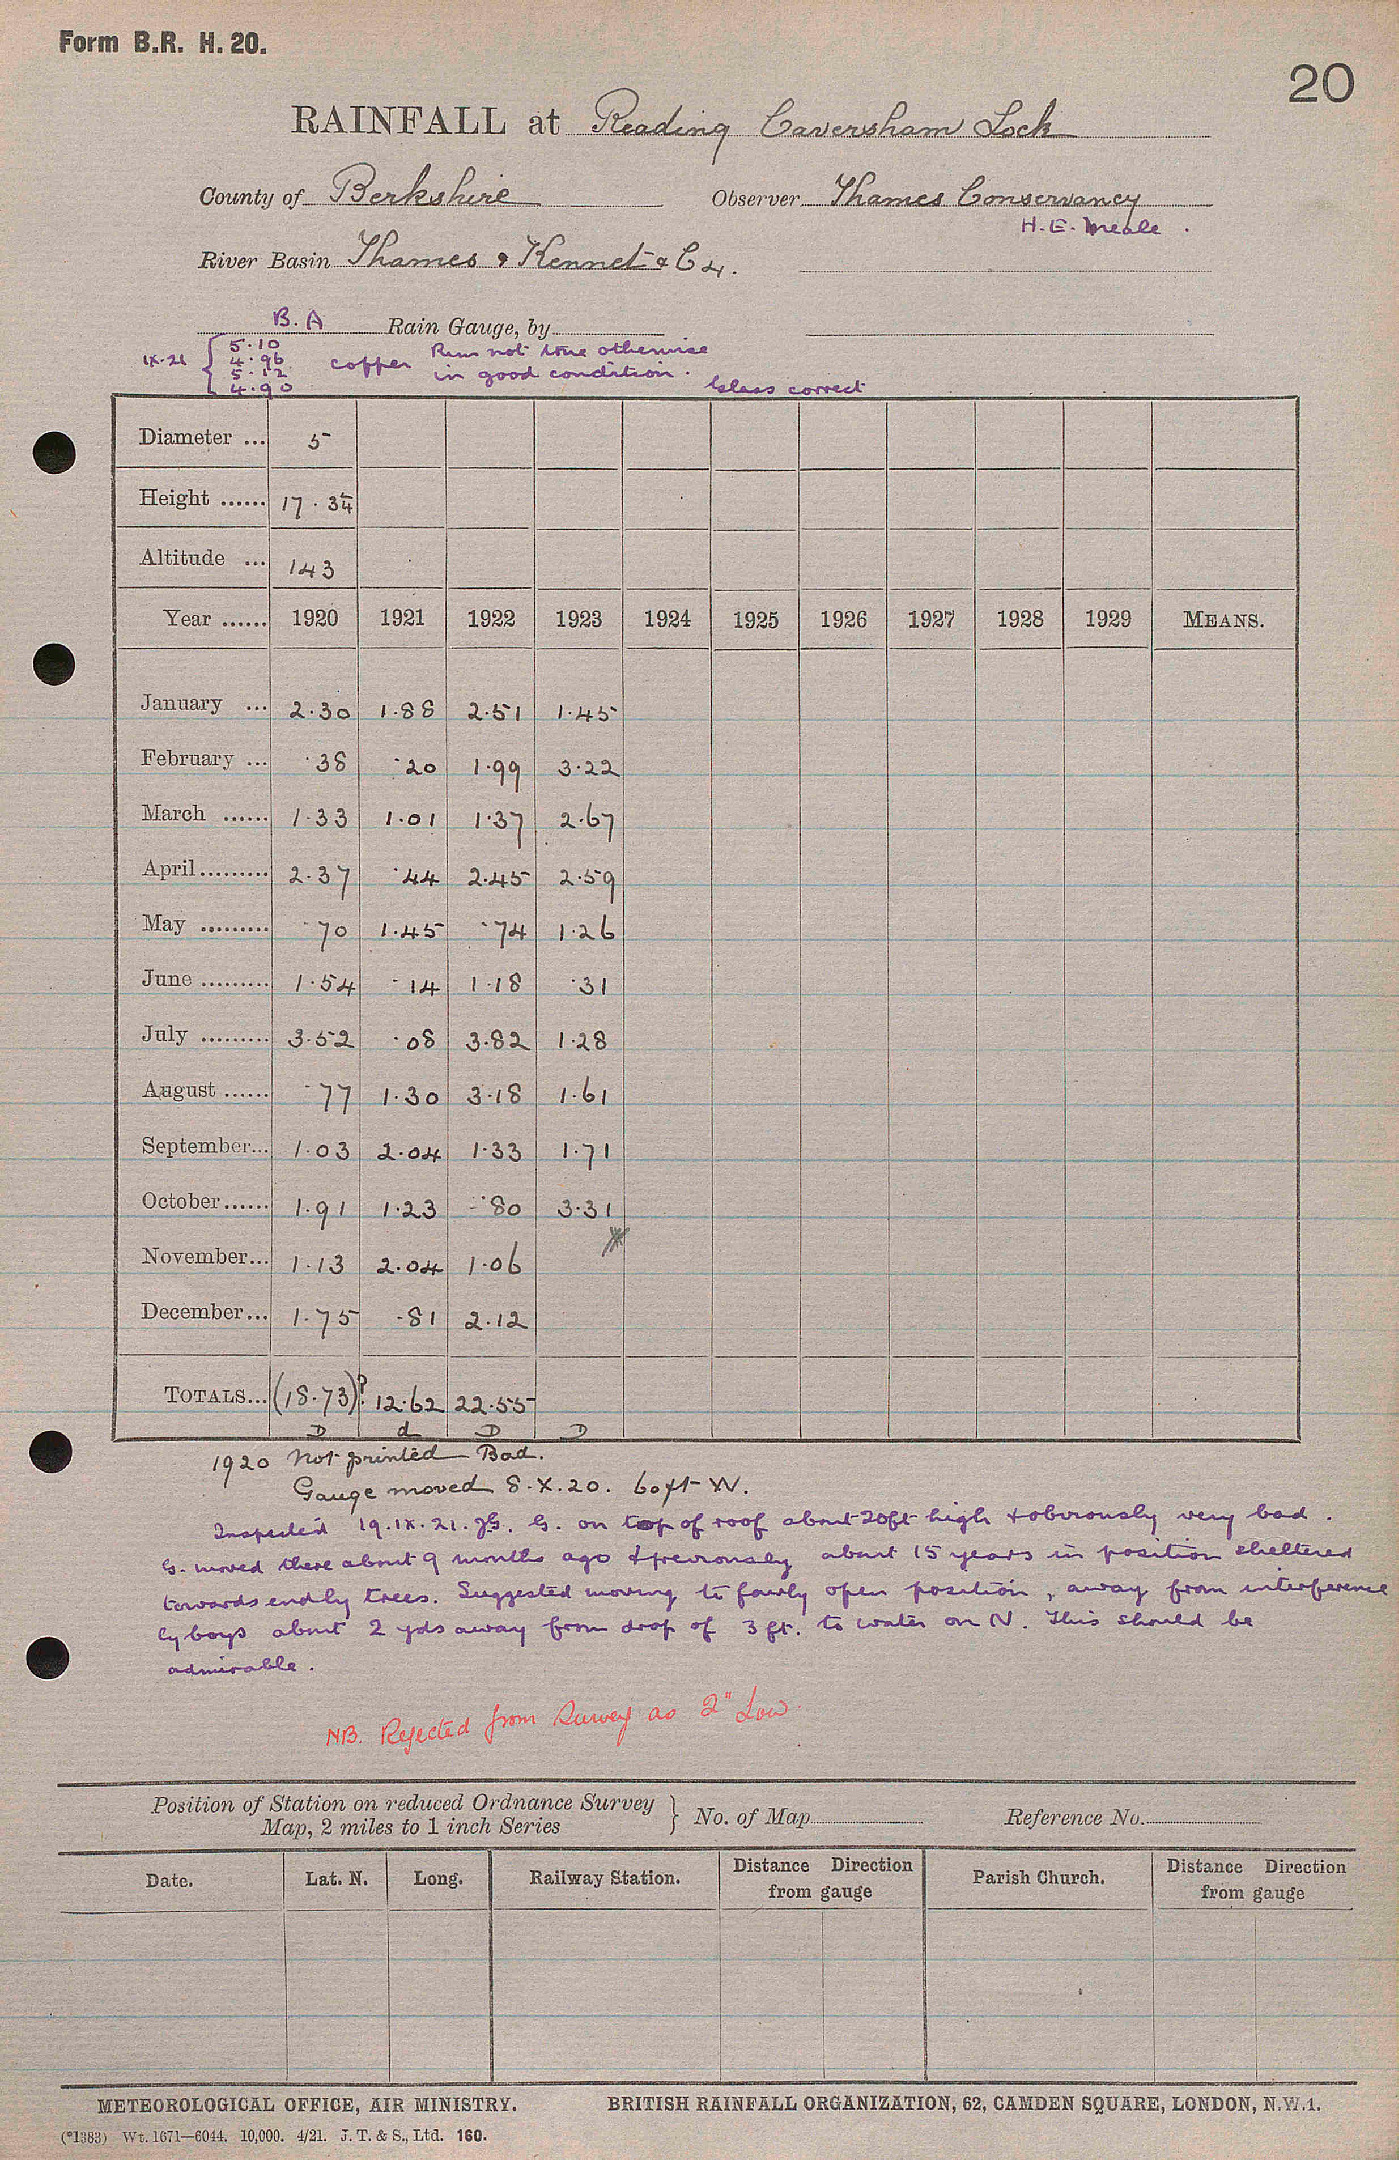 Form B.R. H. 20.
20
RAINFALL at Reading Caversham Lock
County of Berkshire Observer Thames Conservancy
H. E. Meale.
River Basin Thames & Kennet & C4.
B. A Rain Gauge, by
IX.21 { 5.10 4.96 5.12 4.90 copper Rim not true otherwise in good condition. Glass correct
Diameter ... 5
Height ...... 17.34
Altitude ... 143
Year ...... 1920 1921 1922 1923 1924 1925 1926 1927 1928 1929 MEANS.
January ... 2.30 1.88 2.51 1.45
February ... .38 .20 1.99 3.22
March ...... 1.33 1.01 1.37 2.67
April......... 2.37 .44 2.45 2.59
May ......... .70 1.45 .74 1.26
June ......... 1.54 .14 1.18 .31
July ......... 3.52 .08 3.82 1.28
August ...... .77 1.30 3.18 1.61
September... 1.03 2.04 1.33 1.71
October...... 1.91 1.23 .80 3.31
November... 1.13 2.04 1.06
December... 1.75 .81 2.12
TOTALS... (18.73)? 12.62 22.55
D d D D
1920 Not printed Bad.
Gauge moved 8.X.20. 60ft W.
Inspected 19.IX.21. G. on top of roof about 20ft high & obviously very bad.
G. moved there about 9 months ago & previously about 15 years in position sheltered
towards endly trees. Suggested moving to fairly open position, away from interference
by boys about 2 yds away from drop of 3 ft. to water on N. This should be
admirable.
NB. Rejected from Survey as 2" Low.
Position of Station on reduced Ordnance Survey Map, 2 miles to 1 inch Series } No. of Map Reference No.
Date. Lat. N. Long. Railway Station. Distance Direction from gauge Parish Church. Distance Direction from gauge
METEOROLOGICAL OFFICE, AIR MINISTRY. BRITISH RAINFALL ORGANIZATION, 62, CAMDEN SQUARE, LONDON, N.W.1.
(*1383) Wt. 1671—6044. 10,000. 4/21. J. T. & S., Ltd. 160.